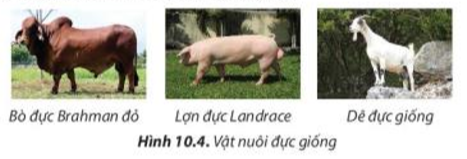 Bò đực Brahman đỏ Lợn đực Landrace Dê đực giống
Hình 10.4. Vật nuôi đực giống